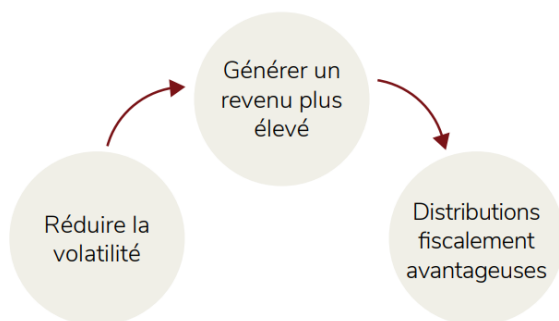 Réduire la
volatilité
Générer un
revenu plus
élevé
Distributions
fiscalement
avantageuses